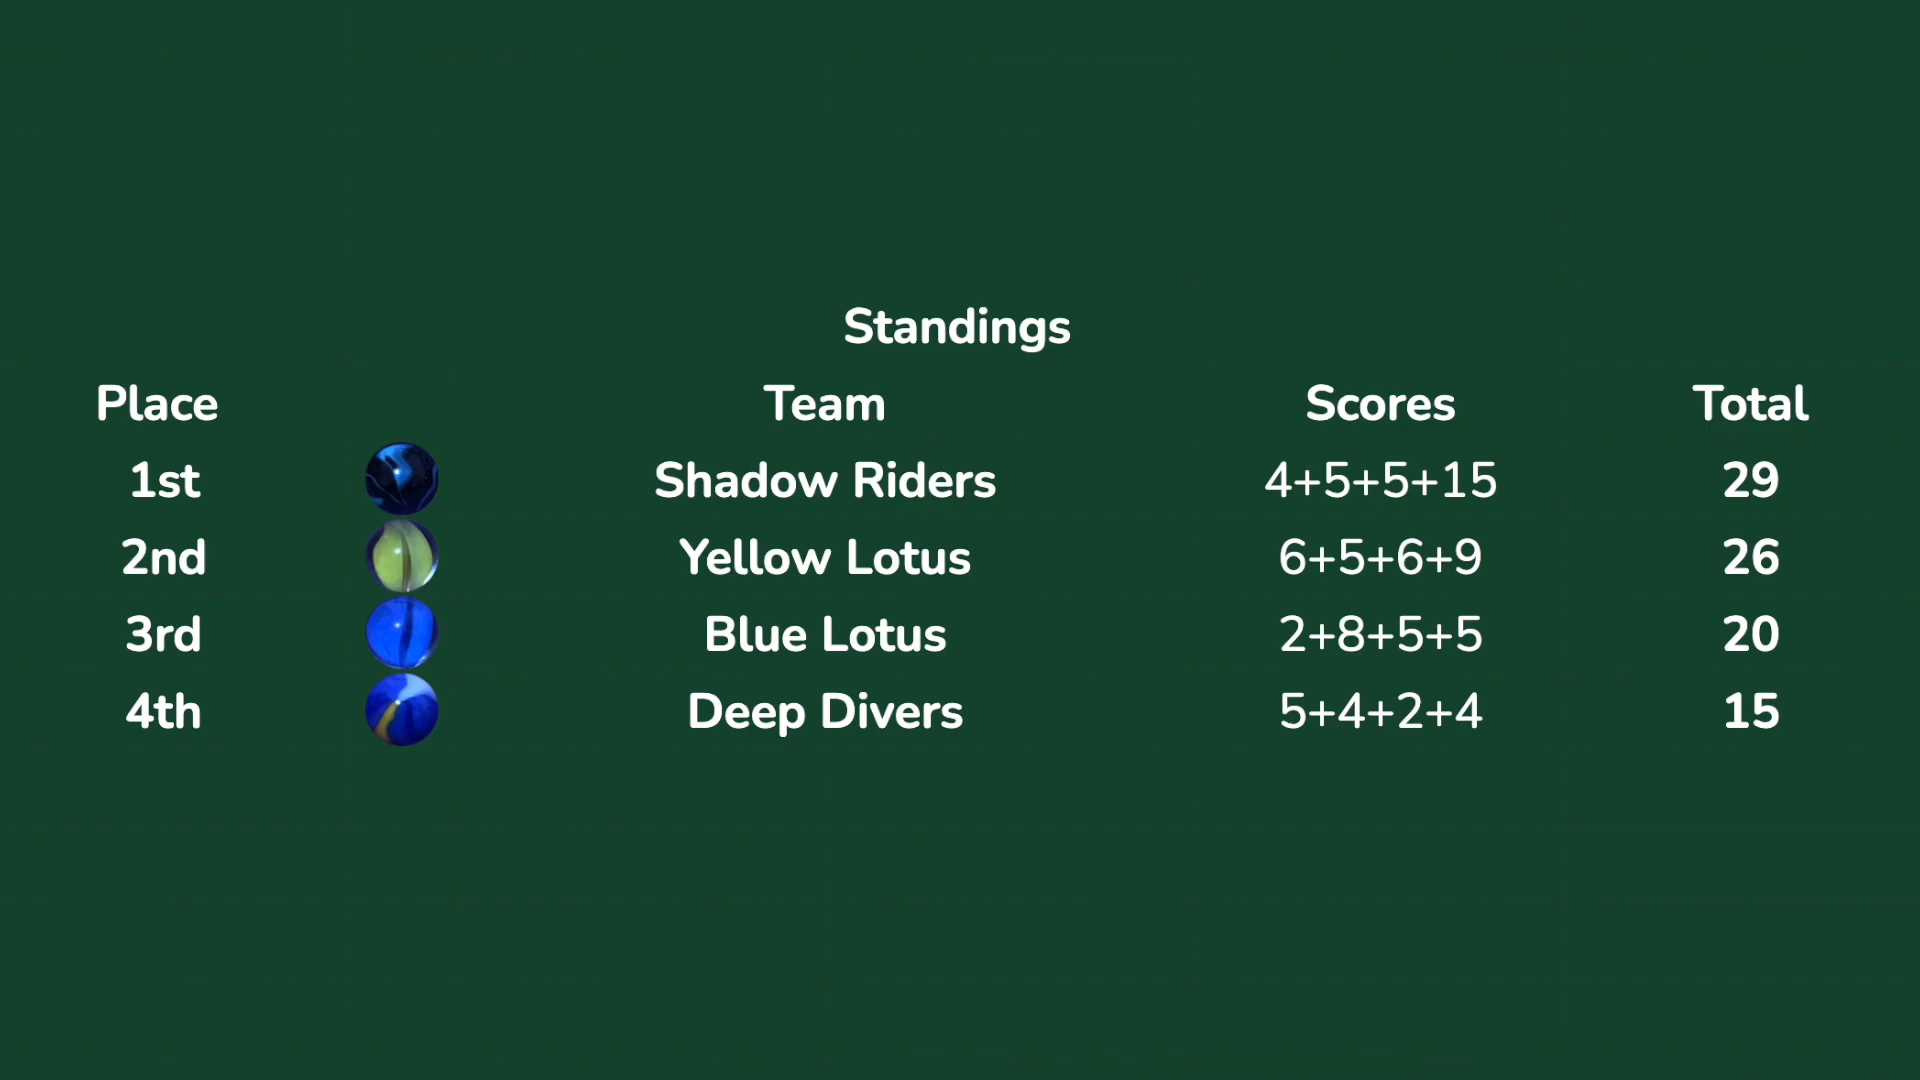 Standings
Place Team Scores Total
1st Shadow Riders 4+5+5+15 29
2nd Yellow Lotus 6+5+6+9 26
3rd Blue Lotus 2+8+5+5 20
4th Deep Divers 5+4+2+4 15